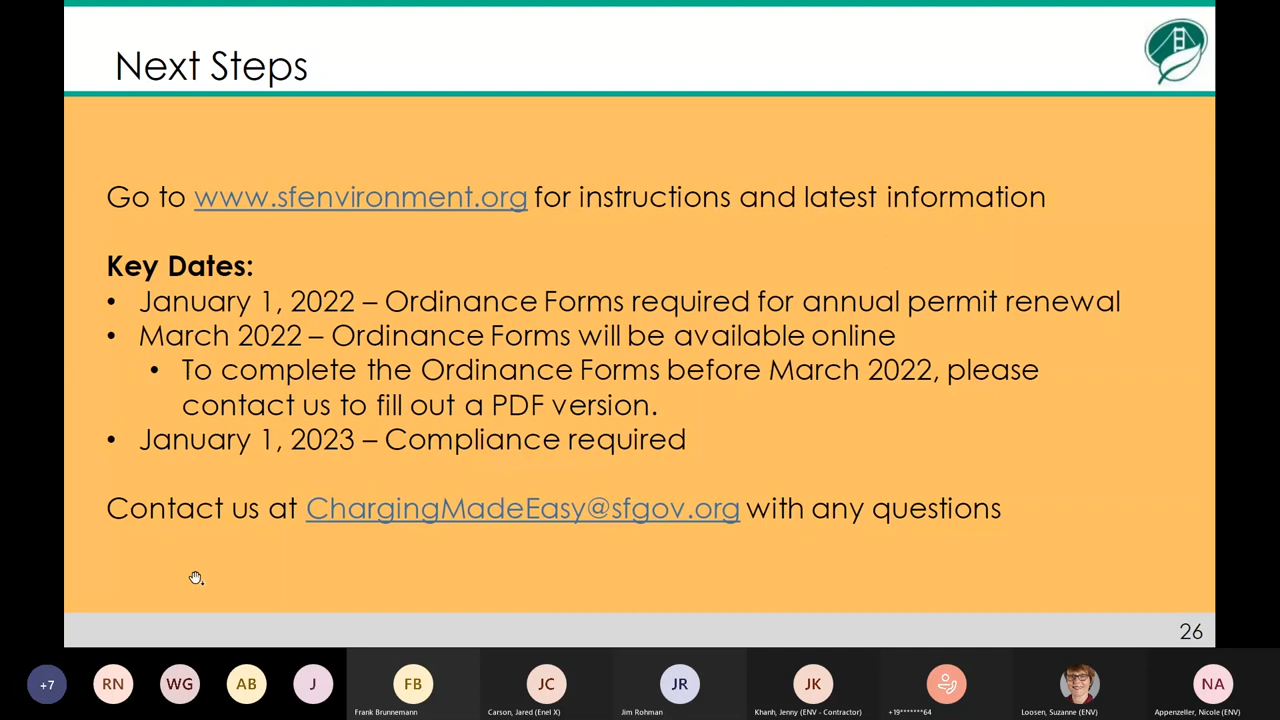 Next Steps
Go to www.sfenvironment.org for instructions and latest information
Key Dates:
• January 1, 2022 – Ordinance Forms required for annual permit renewal
• March 2022 – Ordinance Forms will be available online
• To complete the Ordinance Forms before March 2022, please
contact us to fill out a PDF version.
• January 1, 2023 – Compliance required
Contact us at ChargingMadeEasy@sfgov.org with any questions
26
+7
RN
WG
AB
J
FB
JC
JR
JK
NA
Frank Brunnemann
Carson, Jared (Enel X)
Jim Rohman
Khanh, Jenny (ENV - Contractor)
+19*******64
Loosen, Suzanne (ENV)
Appenzeller, Nicole (ENV)